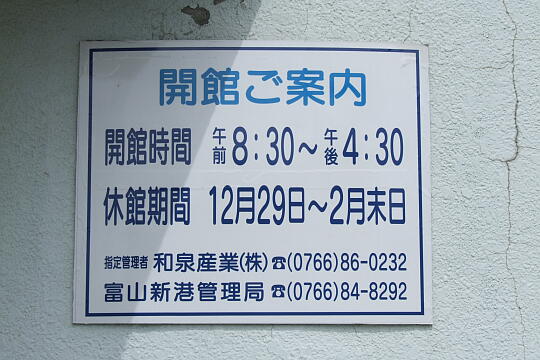 開館ご案内
開館時間 午前8:30～午後4:30
休館期間 12月29日～2月末日
指定管理者 和泉産業(株)☎(0766)86-0232
富山新港管理局☎(0766)84-8292